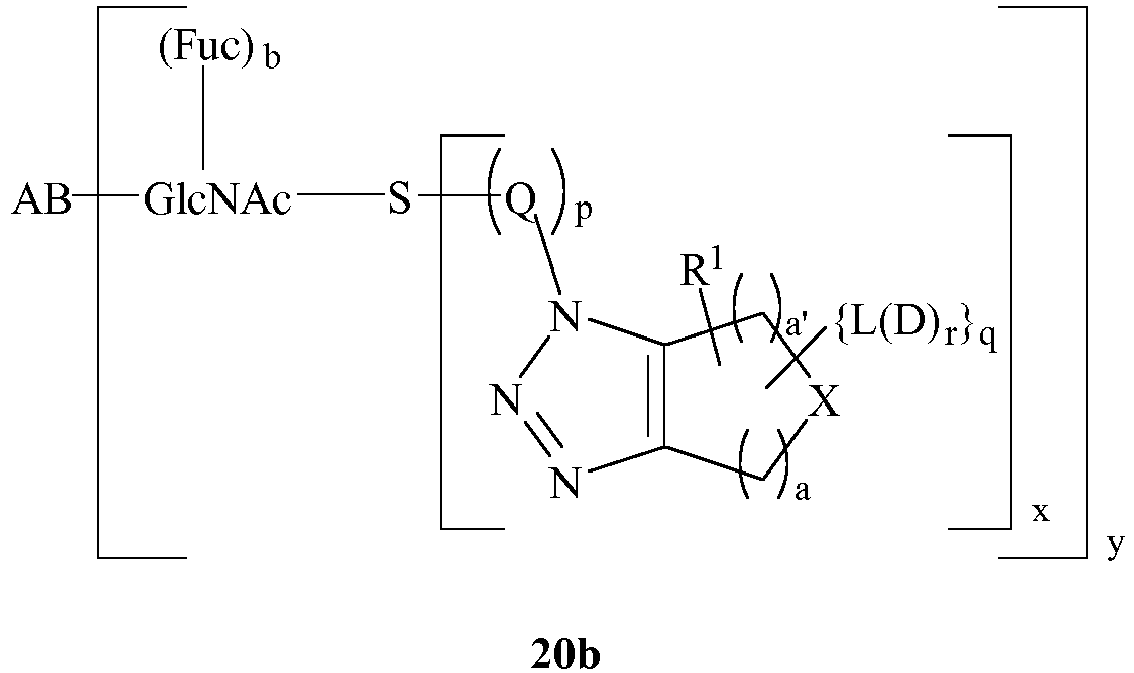 (Fuc) b
AB GlcNAc S (Q) p
R¹
N ( ) a' {L(D)r}q
N X
N ( ) a
x
y
20b